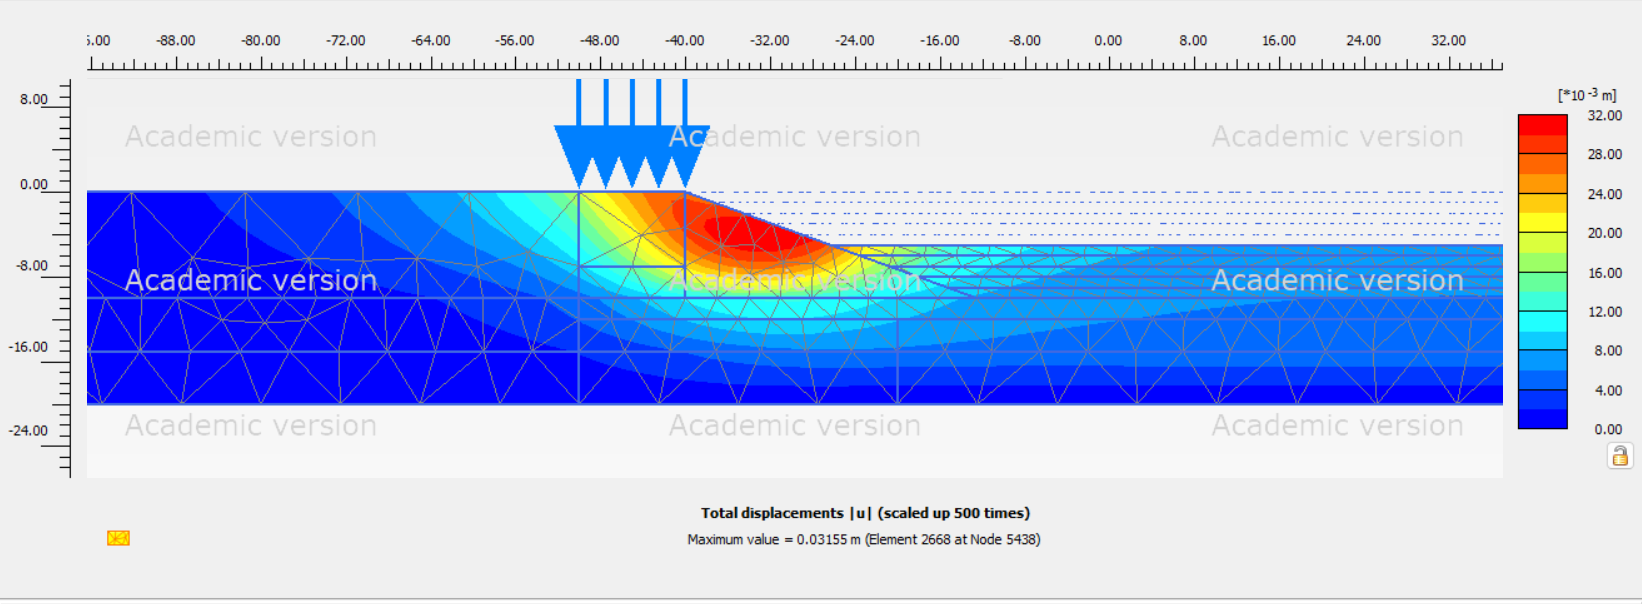 -88.00 -80.00 -72.00 -64.00 -56.00 -48.00 -40.00 -32.00 -24.00 -16.00 -8.00 0.00 8.00 16.00 24.00 32.00
[*10⁻³ m]
8.00
32.00
Academic version Academic version Academic version
28.00
0.00
24.00
20.00
-8.00
Academic version Academic version Academic version
16.00
12.00
-16.00
8.00
4.00
Academic version Academic version Academic version
-24.00
0.00
Total displacements |u| (scaled up 500 times)
Maximum value = 0.03155 m (Element 2668 at Node 5438)